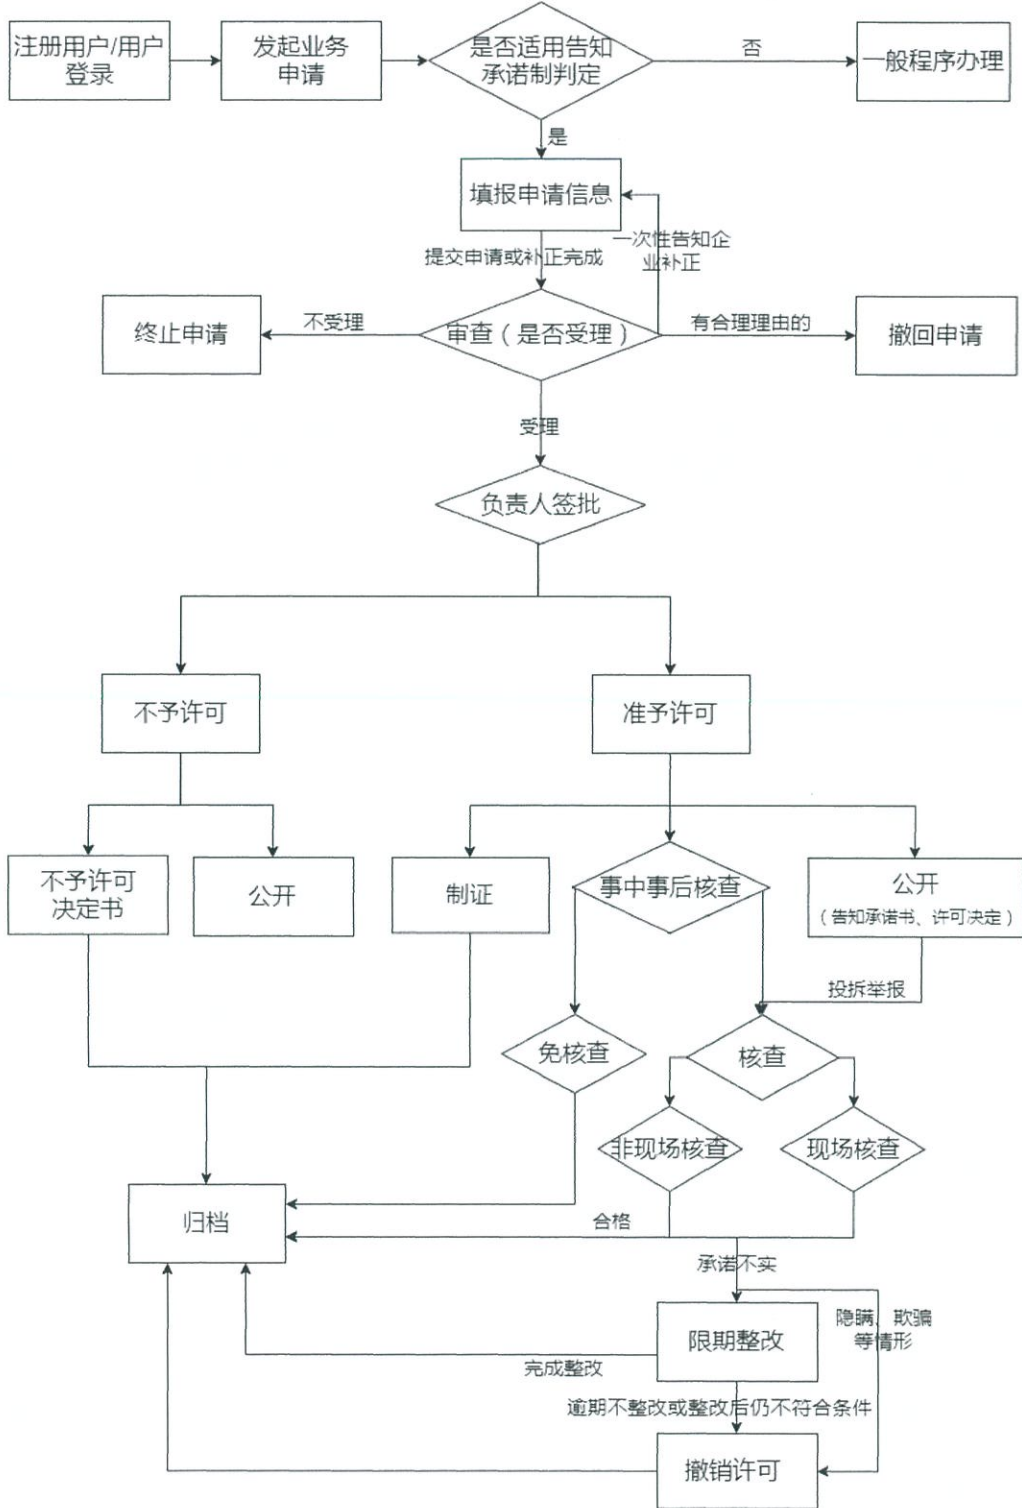 注册用户/用户
登录
发起业务
申请
是否适用告知
承诺制判定
否
一般程序办理
是
填报申请信息
提交申请或补正完成
一次性告知企
业补正
终止申请
不受理
审查（是否受理）
有合理理由的
撤回申请
受理
负责人签批
不予许可
准予许可
不予许可
决定书
公开
制证
事中事后核查
公开
（告知承诺书、许可决定）
投拆举报
免核查
核查
非现场核查
现场核查
归档
合格
承诺不实
限期整改
隐瞒、欺骗
等情形
完成整改
逾期不整改或整改后仍不符合条件
撤销许可